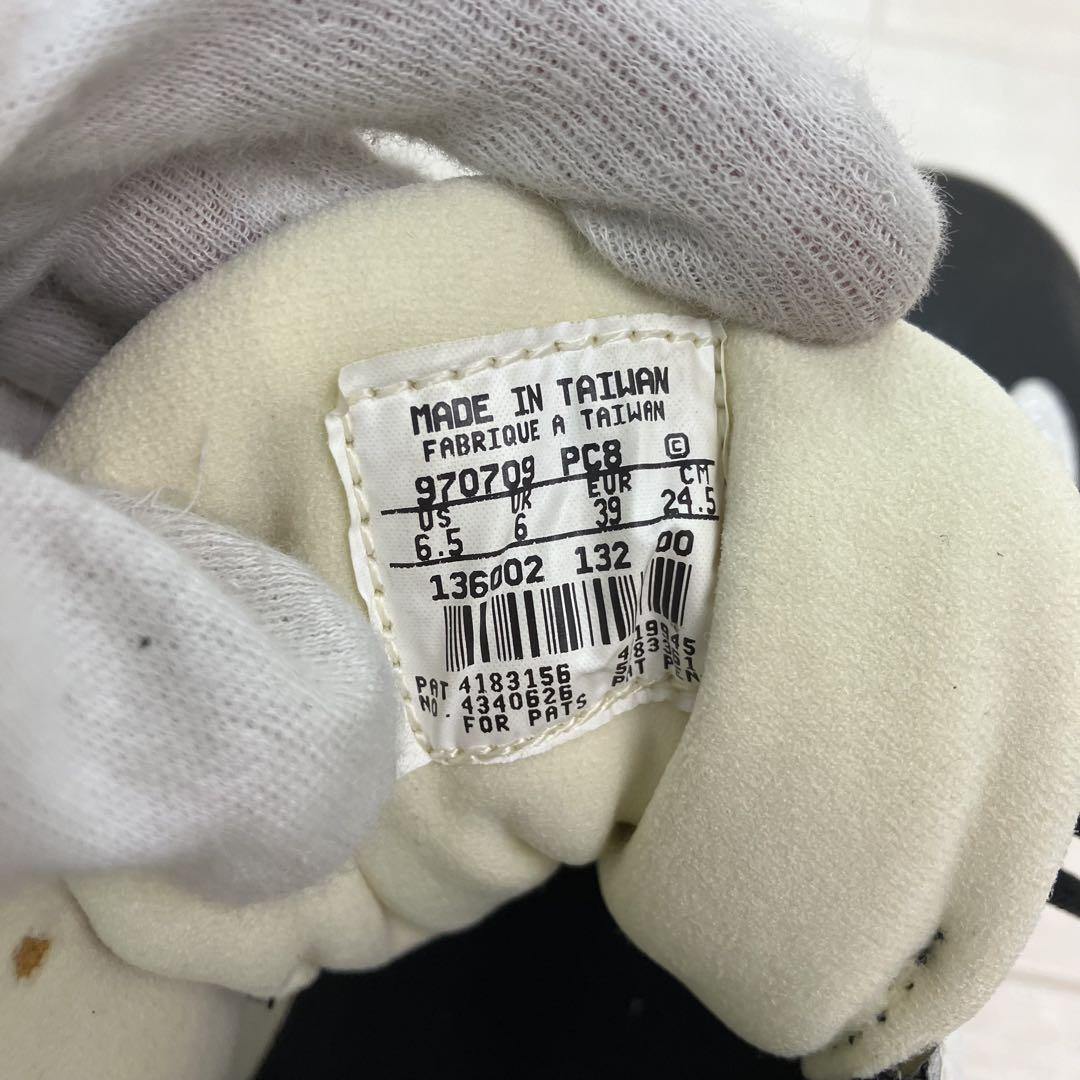 MADE IN TAIWAN
FABRIQUE A TAIWAN
970709 PC8 ©
US UK EUR CM
6.5 6 39 24.5
136002 132 00
PAT 4183156
NO. 4340626
FOR PATS